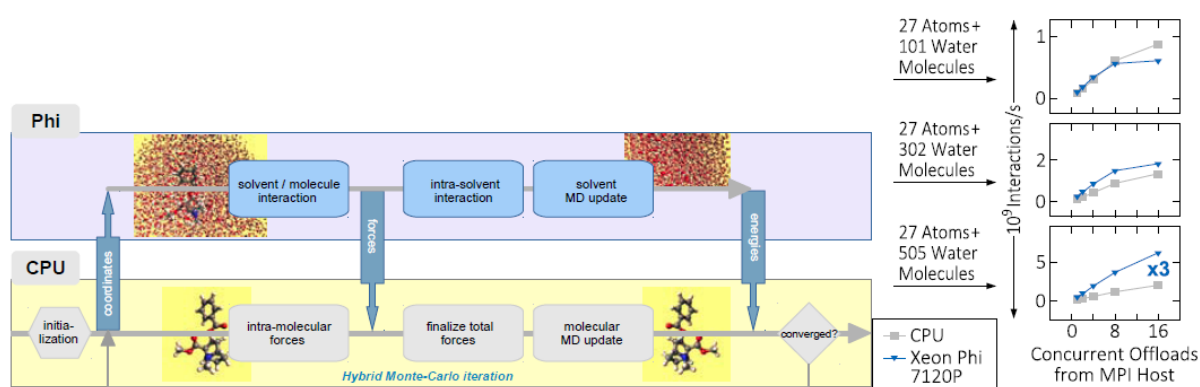 Phi
solvent / molecule
interaction
intra-solvent
interaction
solvent
MD update
coordinates
forces
energies
CPU
initia-
lization
intra-molecular
forces
finalize total
forces
molecular
MD update
converged?
Hybrid Monte-Carlo iteration
27 Atoms+
101 Water
Molecules
27 Atoms+
302 Water
Molecules
27 Atoms+
505 Water
Molecules
10⁹ Interactions/s
1
0
2
0
5
0
x3
0 8 16
Concurrent Offloads
from MPI Host
CPU
Xeon Phi
7120P